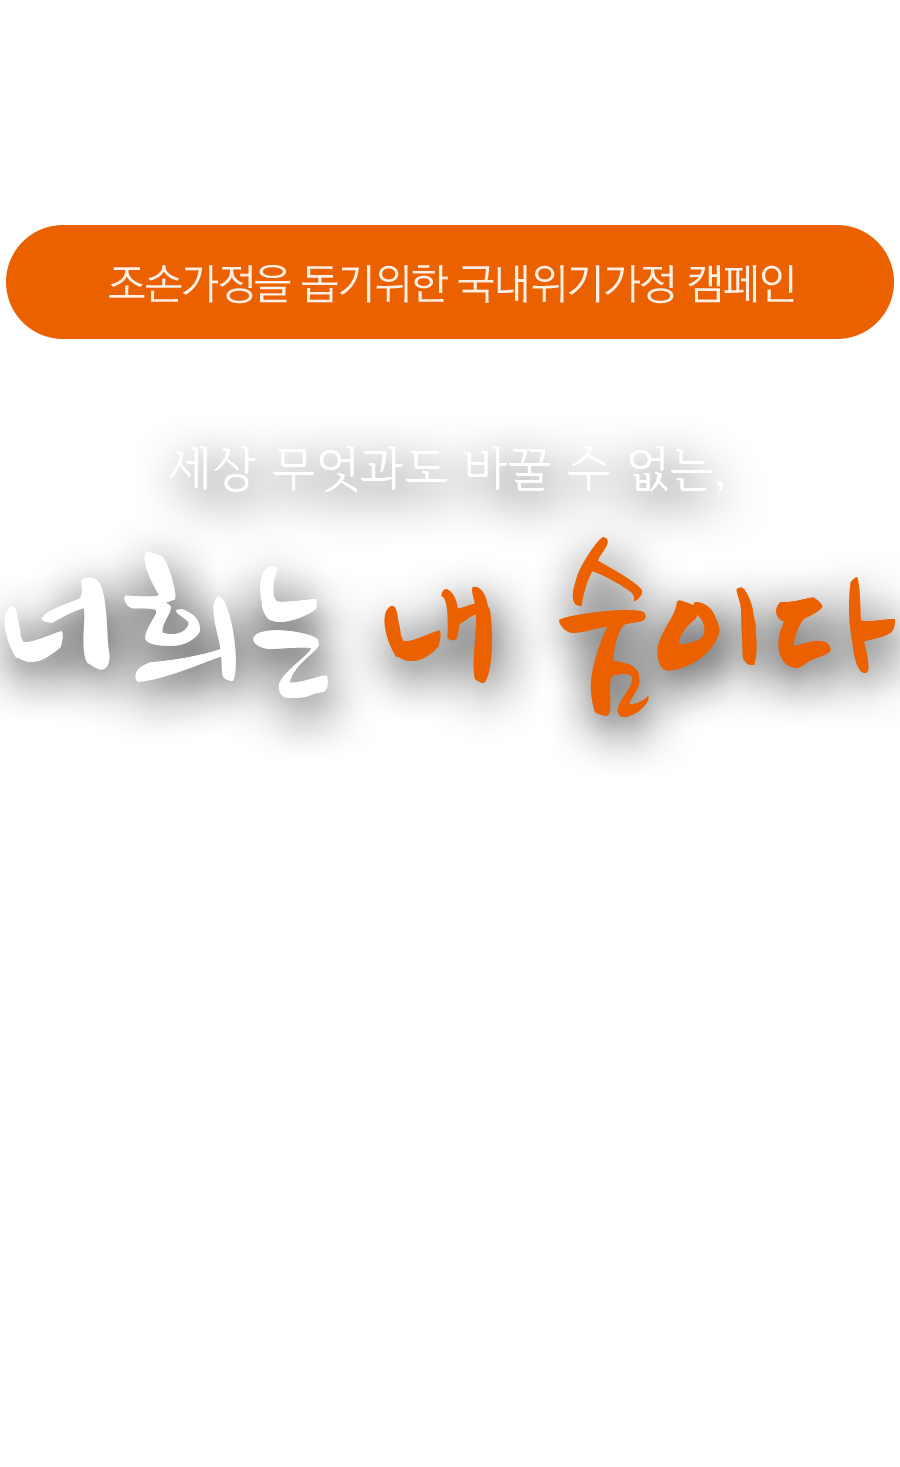 조손가정을 돕기위한 국내위기가정 캠페인
세상 무엇과도 바꿀 수 없는,
너희는 내 숨이다